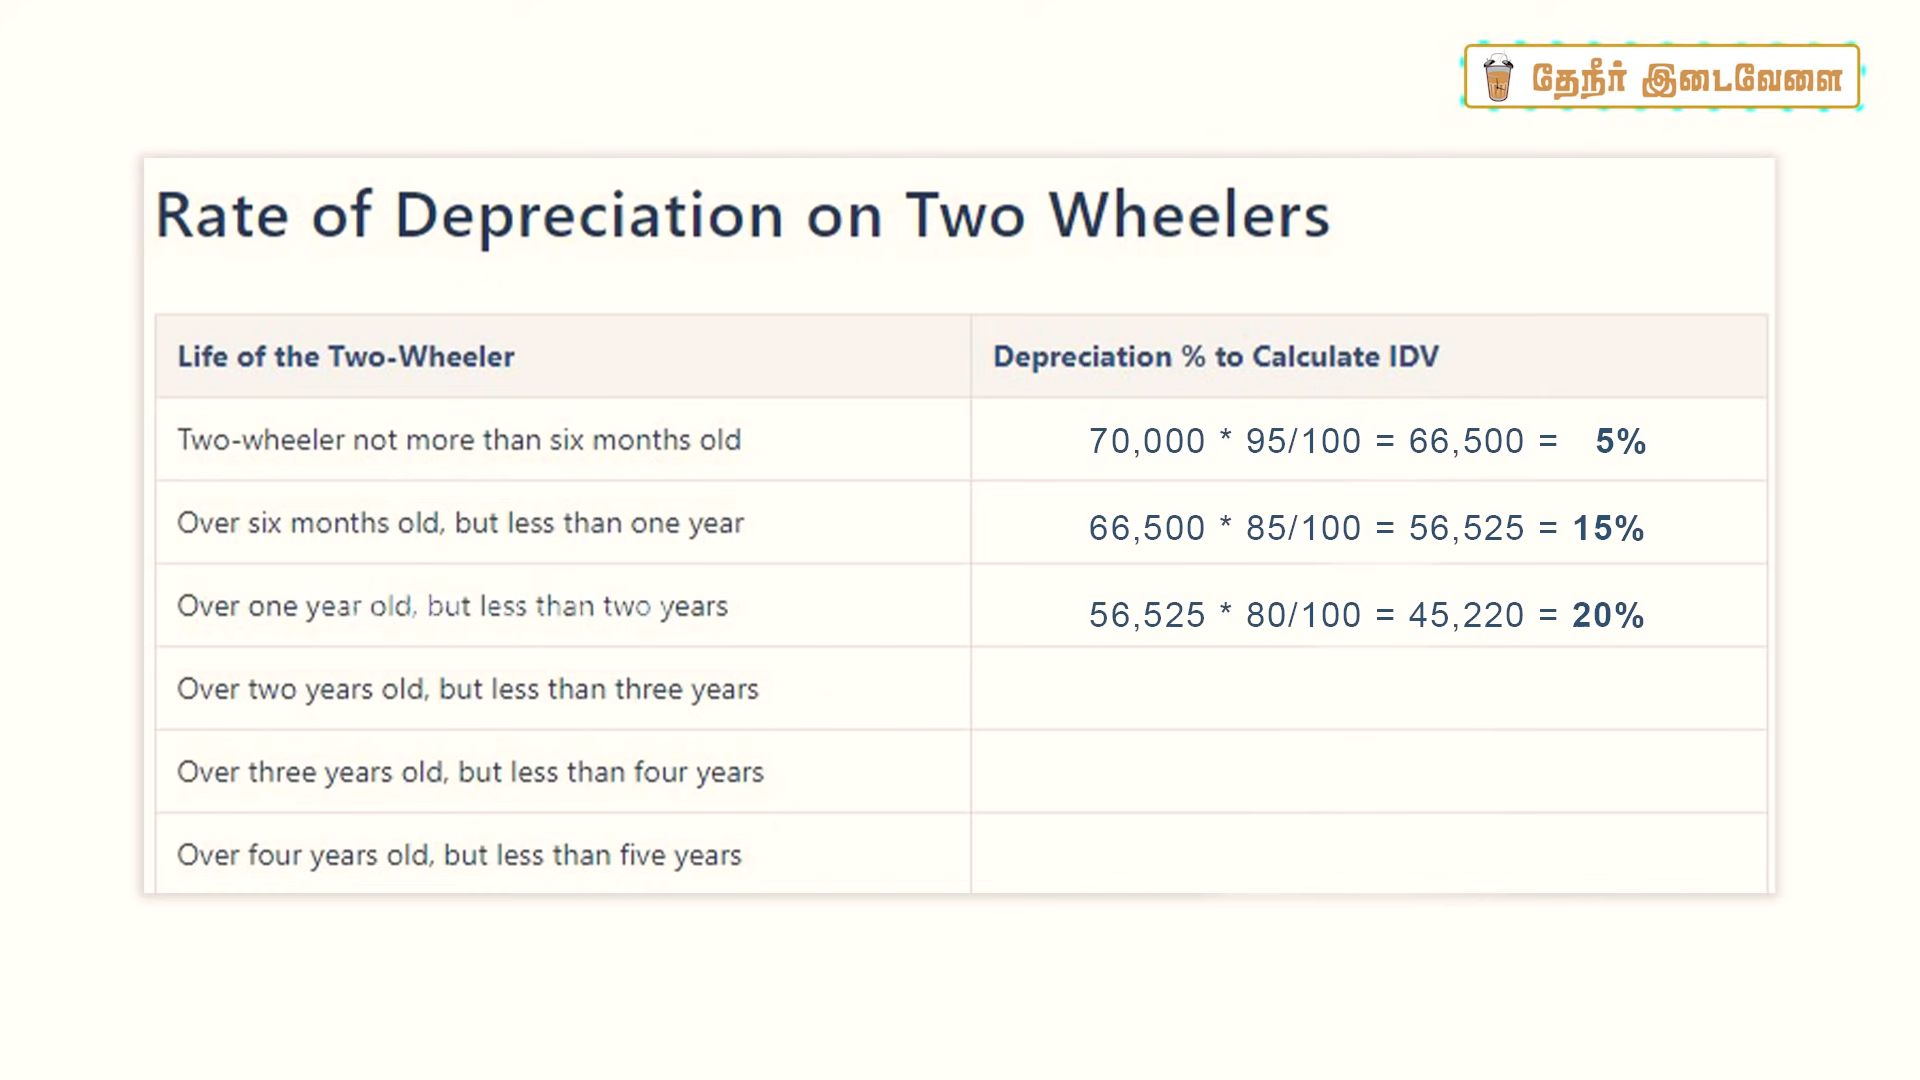 தேநீர் இடைவேளை
Rate of Depreciation on Two Wheelers
Life of the Two-Wheeler Depreciation % to Calculate IDV
Two-wheeler not more than six months old 70,000 * 95/100 = 66,500 = 5%
Over six months old, but less than one year 66,500 * 85/100 = 56,525 = 15%
Over one year old, but less than two years 56,525 * 80/100 = 45,220 = 20%
Over two years old, but less than three years
Over three years old, but less than four years
Over four years old, but less than five years